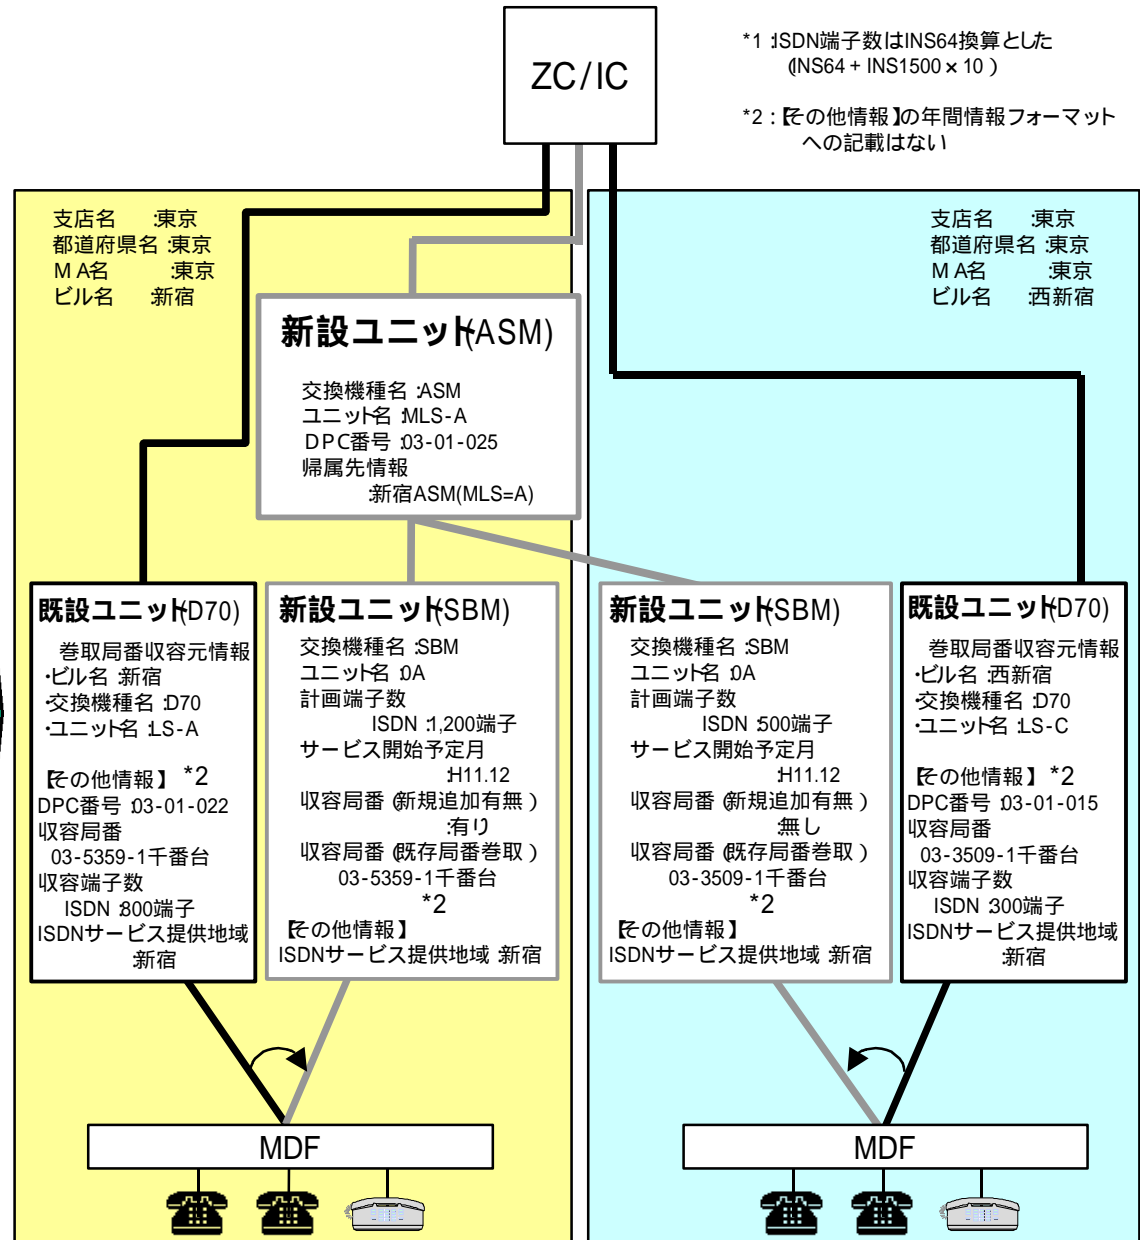 ZC/IC
*1 :ISDN端子数はINS64換算とした
(INS64 + INS1500 × 10 )
*2 : 【その他情報】の年間情報フォーマット
への記載はない
支店名 :東京
都道府県名 :東京
M A名 :東京
ビル名 :新宿
支店名 :東京
都道府県名 :東京
M A名 :東京
ビル名 :西新宿
新設ユニット(ASM)
交換機種名 :ASM
ユニット名 :MLS-A
DPC番号 :03-01-025
帰属先情報
:新宿ASM(MLS=A)
既設ユニット(D70)
巻取局番収容元情報
・ビル名 :新宿
・交換機種名 :D70
・ユニット名 :LS-A
【その他情報】 *2
DPC番号 :03-01-022
収容局番
03-5359-1千番台
収容端子数
ISDN :800端子
ISDNサービス提供地域
:新宿
新設ユニット(SBM)
交換機種名 :SBM
ユニット名 :0A
計画端子数
ISDN :1,200端子
サービス開始予定月
:H11.12
収容局番 (新規追加有無 )
:有り
収容局番 (既存局番巻取 )
03-5359-1千番台
*2
【その他情報】
ISDNサービス提供地域 :新宿
新設ユニット(SBM)
交換機種名 :SBM
ユニット名 :0A
計画端子数
ISDN :500端子
サービス開始予定月
:H11.12
収容局番 (新規追加有無 )
:無し
収容局番 (既存局番巻取 )
03-3509-1千番台
*2
【その他情報】
ISDNサービス提供地域 :新宿
既設ユニット(D70)
巻取局番収容元情報
・ビル名 :西新宿
・交換機種名 :D70
・ユニット名 :LS-C
【その他情報】 *2
DPC番号 :03-01-015
収容局番
03-3509-1千番台
収容端子数
ISDN :300端子
ISDNサービス提供地域
:新宿
MDF
MDF